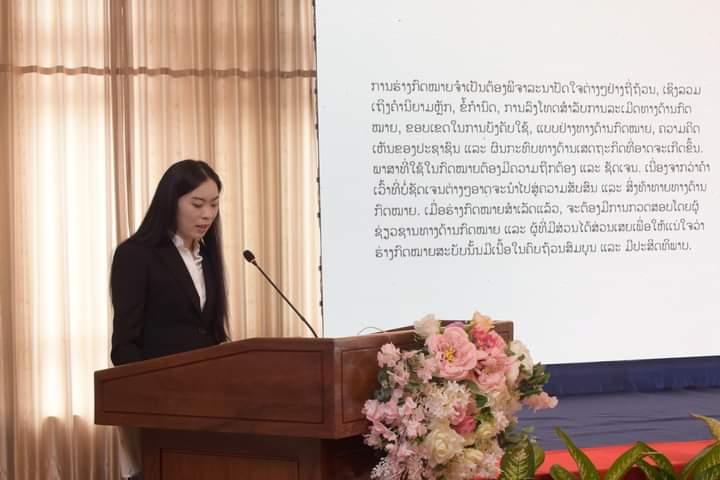 ການຮ່າງກົດໝາຍຈຳເປັນຕ້ອງພິຈາລະນາປັດໃຈຕ່າງໆຢ່າງຖີ່ຖ້ວນ, ເຊິ່ງລວມ
ເຖິງຄຳນິຍາມຫຼັກ, ຂໍ້ກຳນົດ, ການລົງໂທດສຳລັບການລະເມີດທາງດ້ານກົດ
ໝາຍ, ຂອບເຂດໃນການບັງຄັບໃຊ້, ແບບຢ່າງທາງດ້ານກົດໝາຍ, ຄວາມຄິດ
ເຫັນຂອງປະຊາຊົນ ແລະ ຜົນກະທົບທາງດ້ານເສດຖະກິດທີ່ອາດຈະເກີດຂຶ້ນ.
ພາສາທີ່ໃຊ້ໃນກົດໝາຍຕ້ອງມີຄວາມຖືກຕ້ອງ ແລະ ຊັດເຈນ. ເນື່ອງຈາກວ່າຄຳ
ເວົ້າທີ່ບໍ່ຊັດເຈນຕ່າງໆອາດຈະນຳໄປສູ່ຄວາມສັບສົນ ແລະ ສິ່ງທ້າທາຍທາງດ້ານ
ກົດໝາຍ. ເມື່ອຮ່າງກົດໝາຍສຳເລັດແລ້ວ, ຈະຕ້ອງມີການກວດສອບໂດຍຜູ້
ຊ່ຽວຊານທາງດ້ານກົດໝາຍ ແລະ ຜູ້ທີ່ມີສ່ວນໄດ້ສ່ວນເສຍເພື່ອໃຫ້ແນ່ໃຈວ່າ
ຮ່າງກົດໝາຍສະບັບນັ້ນມີເນື້ອໃນຄົບຖ້ວນສົມບູນ ແລະ ມີປະສິດທິພາບ.